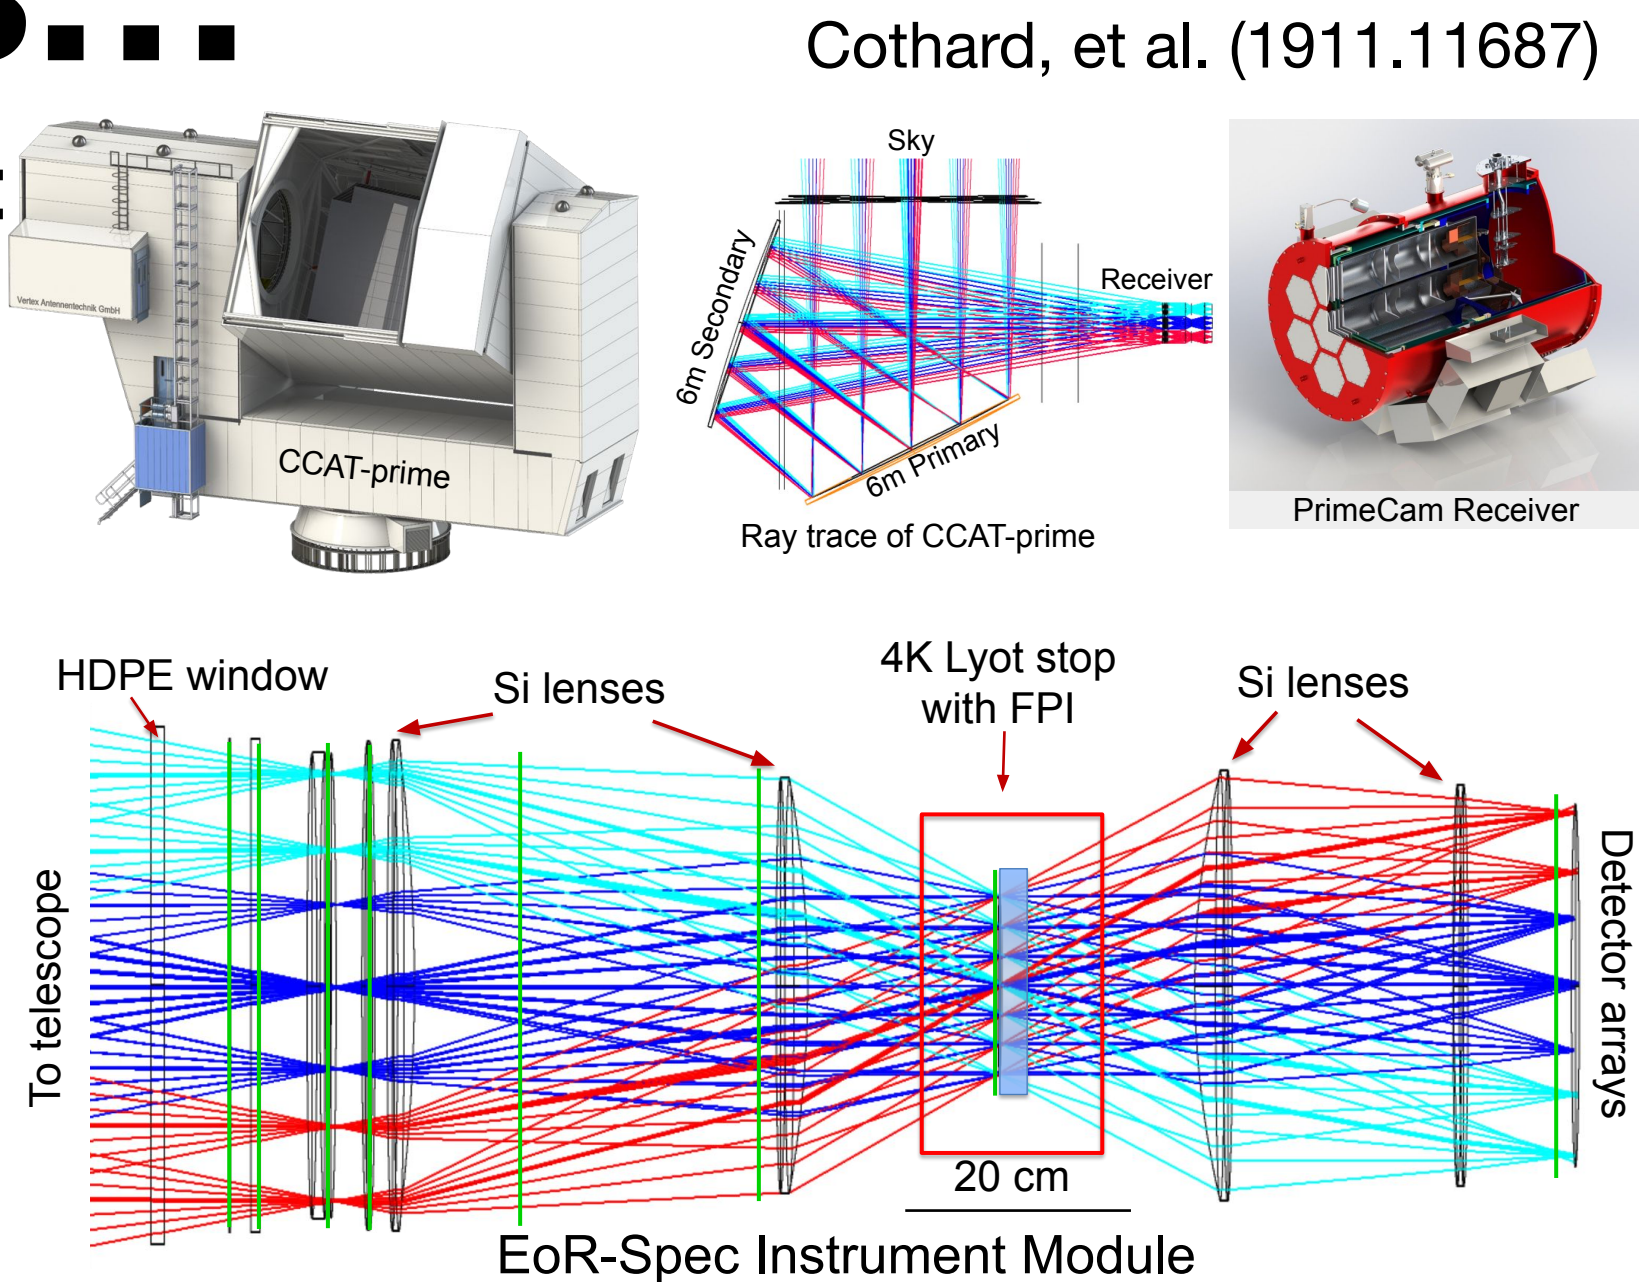 Cothard, et al. (1911.11687)
Vertex Antennentechnik GmbH
CCAT-prime
Sky
6m Secondary
Receiver
6m Primary
Ray trace of CCAT-prime
PrimeCam Receiver
HDPE window
Si lenses
4K Lyot stop
with FPI
Si lenses
To telescope
Detector arrays
20 cm
EoR-Spec Instrument Module